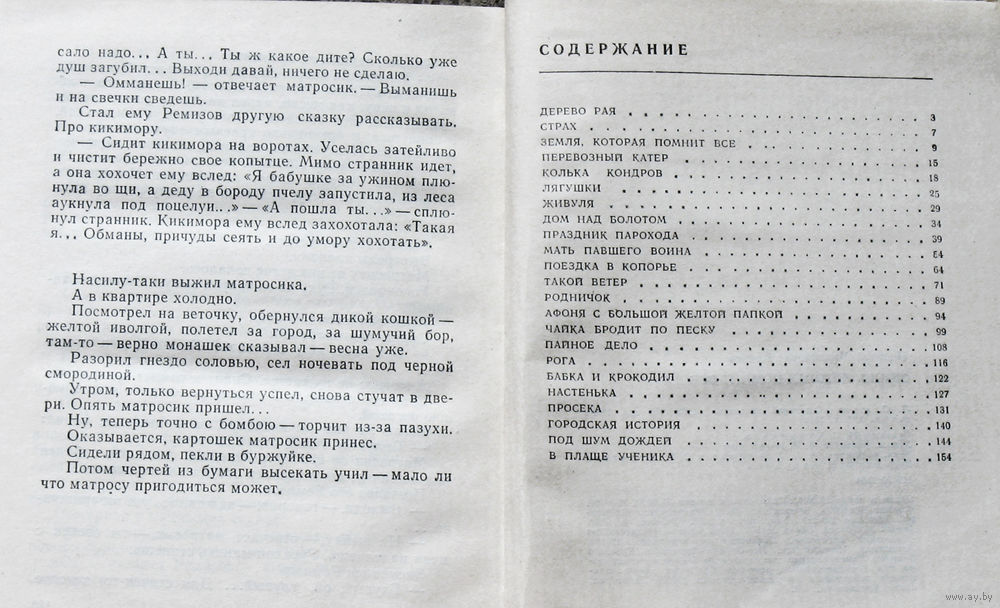 сало надо... А ты... Ты ж какое дите? Сколько уже
душ загубил... Выходи давай, ничего не сделаю.
— Омманешь! — отвечает матросик. — Выманишь
и на свечки сведешь.
Стал ему Ремизов другую сказку рассказывать.
Про кикимору.
— Сидит кикимора на воротах. Уселась затейливо
и чистит бережно свое копытце. Мимо странник идет,
а она хохочет ему вслед: «Я бабушке за ужином плю-
нула во щи, а деду в бороду пчелу запустила, из леса
аукнула под поцелуи...» — «А пошла ты...» — сплю-
нул странник. Кикимора ему вслед захохотала: «Такая
я... Обманы, причуды сеять и до умору хохотать».
Насилу-таки выжил матросика.
А в квартире холодно.
Посмотрел на веточку, обернулся дикой кошкой —
желтой иволгой, полетел за город, за шумучий бор,
там-то — верно монашек сказывал — весна уже.
Разорил гнездо соловью, сел ночевать под черной
смородиной.
Утром, только вернуться успел, снова стучат в две-
ри. Опять матросик пришел...
Ну, теперь точно с бомбою — торчит из-за пазухи.
Оказывается, картошек матросик принес.
Сидели рядом, пекли в буржуйке.
Потом чертей из бумаги высекать учил — мало ли
что матросу пригодиться может.
СОДЕРЖАНИЕ
ДЕРЕВО РАЯ . . . . . . . . . . 3
СТРАХ . . . . . . . . . . 7
ЗЕМЛЯ, КОТОРАЯ ПОМНИТ ВСЕ . . . . . . . . . . 9
ПЕРЕВОЗНЫЙ КАТЕР . . . . . . . . . . 15
КОЛЬКА КОНДРОВ . . . . . . . . . . 18
ЛЯГУШКИ . . . . . . . . . . 25
ЖИВУЛЯ . . . . . . . . . . 29
ДОМ НАД БОЛОТОМ . . . . . . . . . . 34
ПРАЗДНИК ПАРОХОДА . . . . . . . . . . 39
МАТЬ ПАВШЕГО ВОИНА . . . . . . . . . . 54
ПОЕЗДКА В КОПОРЬЕ . . . . . . . . . . 64
ТАКОЙ ВЕТЕР . . . . . . . . . . 71
РОДНИЧОК . . . . . . . . . . 89
АФОНЯ С БОЛЬШОЙ ЖЕЛТОЙ ПАПКОЙ . . . . . . . . . . 94
ЧАЙКА БРОДИТ ПО ПЕСКУ . . . . . . . . . . 99
ПАЙНОЕ ДЕЛО . . . . . . . . . . 108
РОГА . . . . . . . . . . 116
БАБКА И КРОКОДИЛ . . . . . . . . . . 122
НАСТЕНЬКА . . . . . . . . . . 127
ПРОСЕКА . . . . . . . . . . 131
ГОРОДСКАЯ ИСТОРИЯ . . . . . . . . . . 140
ПОД ШУМ ДОЖДЕЙ . . . . . . . . . . 144
В ПЛАЩЕ УЧЕНИКА . . . . . . . . . . 154
© www.ay.by